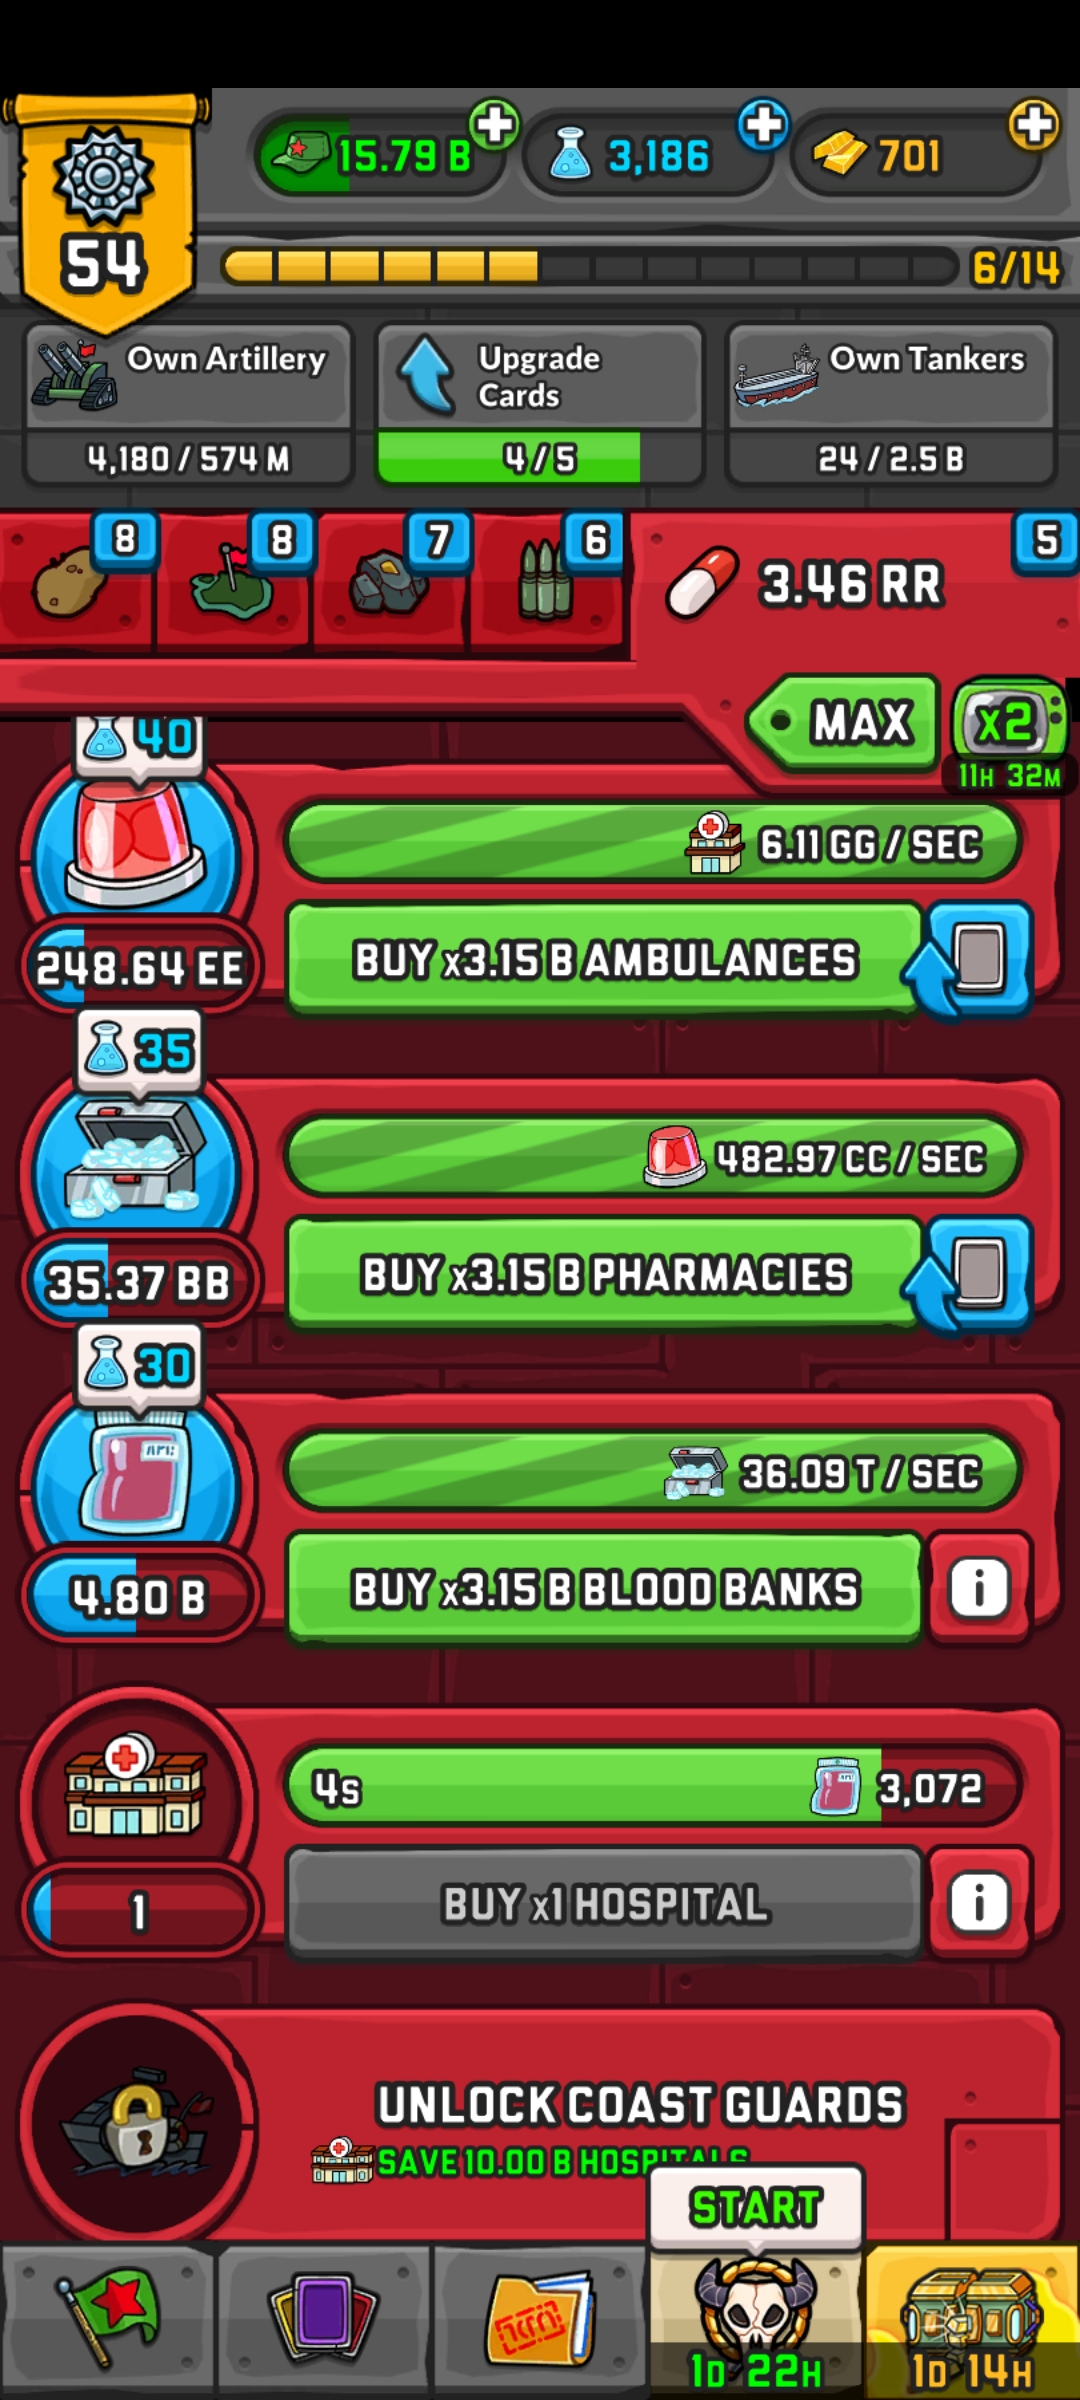 54
15.79 B
3,186
701
6/14
Own Artillery
4,180 / 574 M
Upgrade
Cards
4 / 5
Own Tankers
24 / 2.5 B
8
8
7
6
3.46 RR
5
MAX
x2
11H 32M
40
6.11 GG / SEC
248.64 EE
BUY x3.15 B AMBULANCES
35
482.97 CC / SEC
35.37 BB
BUY x3.15 B PHARMACIES
30
36.09 T / SEC
4.80 B
BUY x3.15 B BLOOD BANKS
4S
3,072
1
BUY x1 HOSPITAL
UNLOCK COAST GUARDS
SAVE 10.00 B HOSPITALS
START
1D 22H
1D 14H